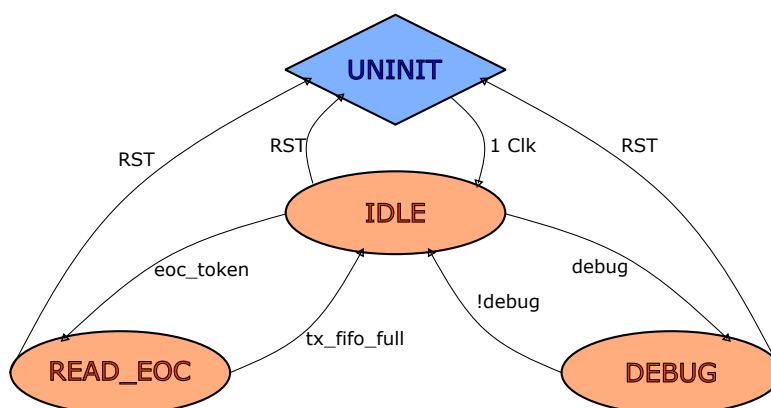 UNINIT
RST
RST
1 Clk
RST
IDLE
eoc_token
debug
!debug
tx_fifo_full
READ_EOC
DEBUG